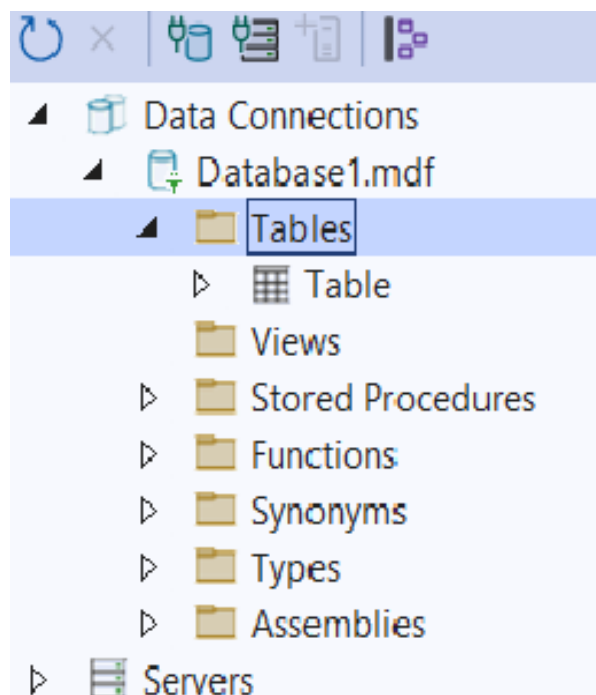 Data Connections
Database1.mdf
Tables
Table
Views
Stored Procedures
Functions
Synonyms
Types
Assemblies
Servers